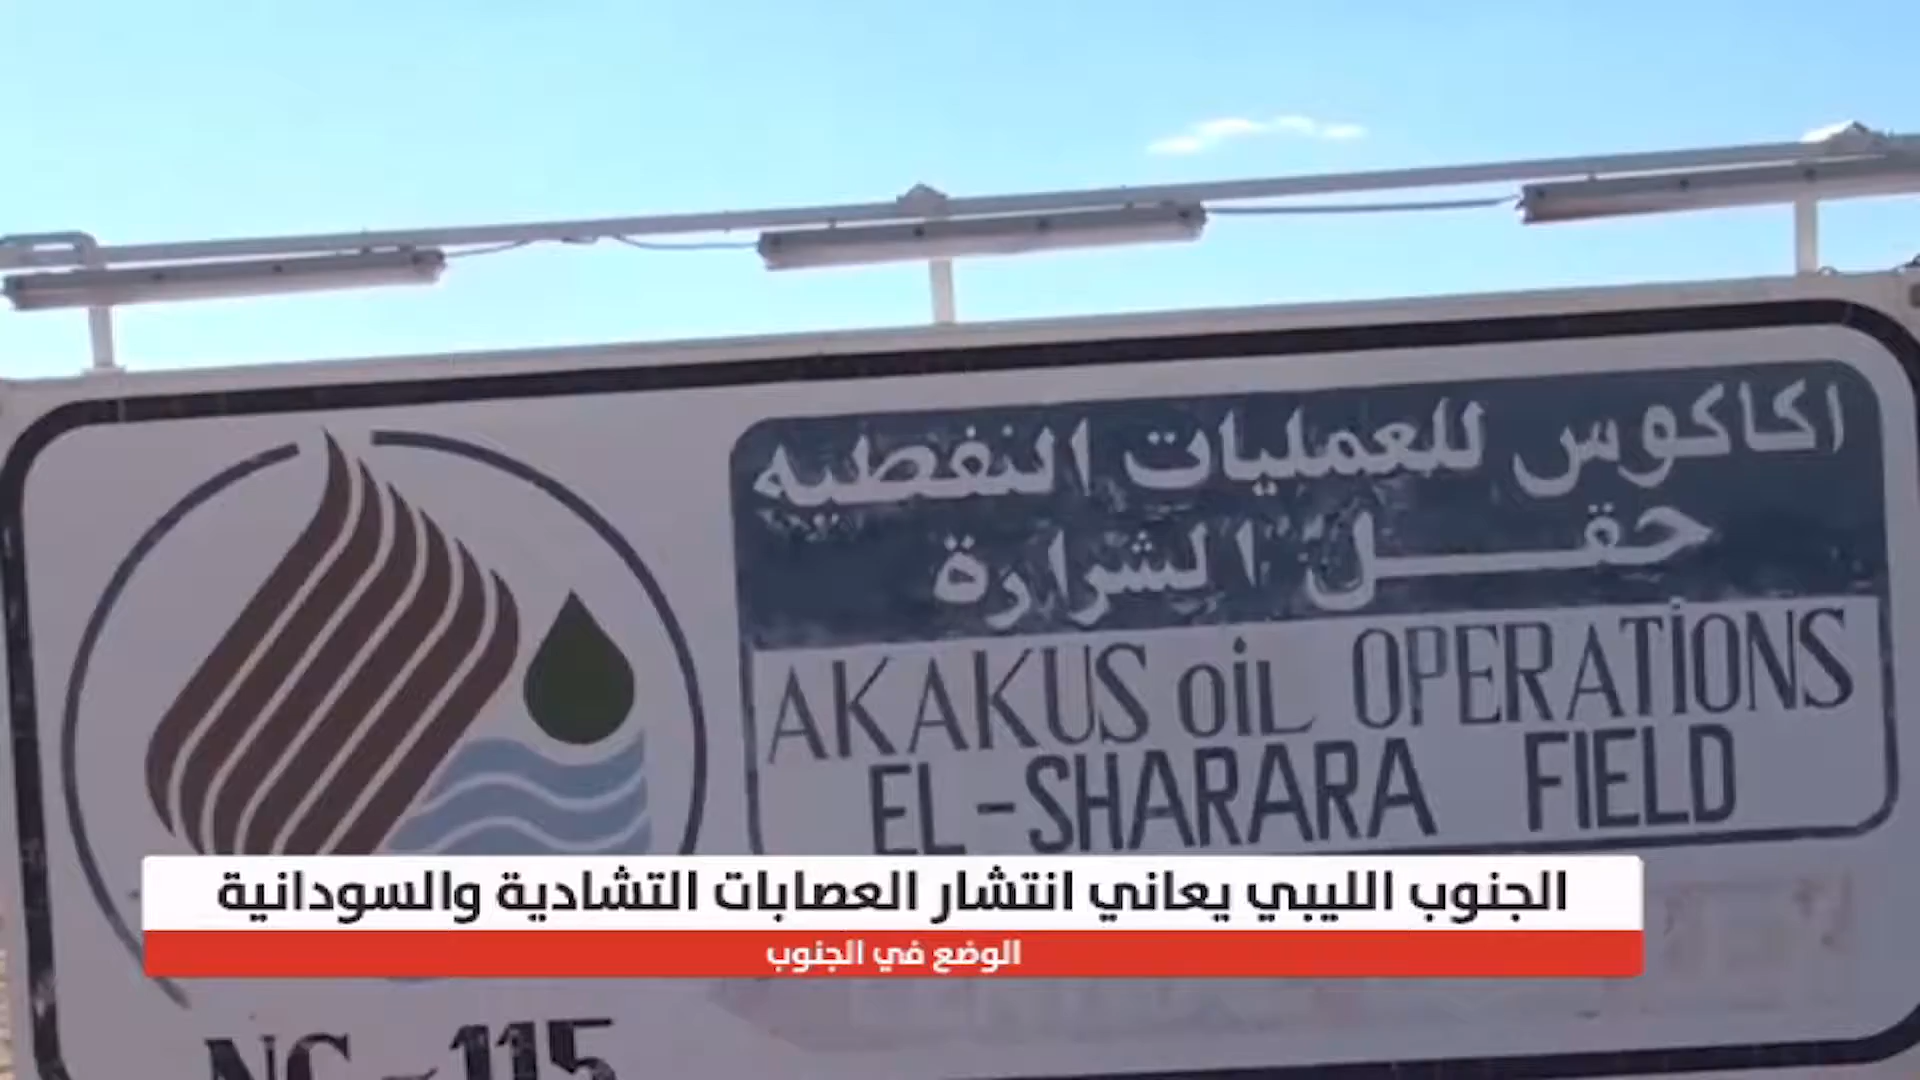 اكاكوس للعمليات النفطيه
حقل الشرارة
AKAKUS OIL OPERATIONS
EL-SHARARA FIELD
الجنوب الليبي يعاني انتشار العصابات التشادية والسودانية
الوضع في الجنوب
NC-115